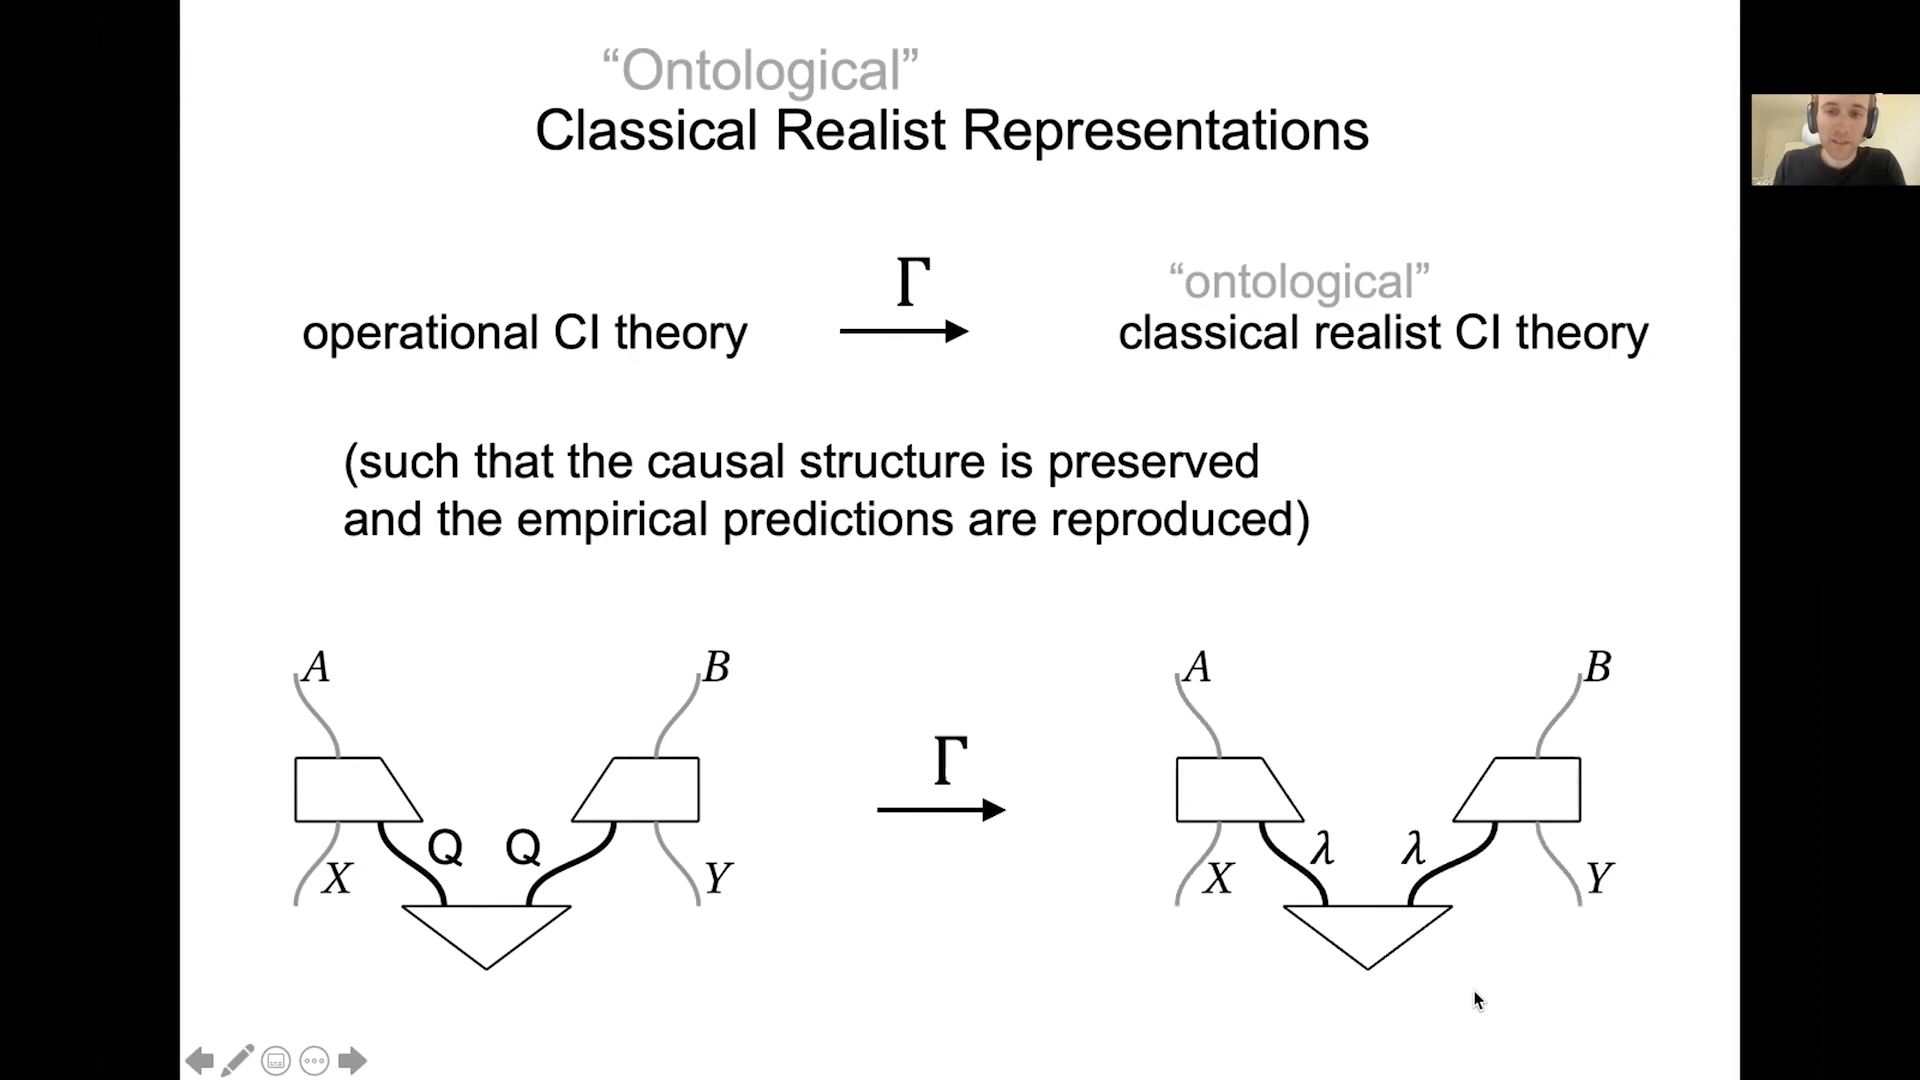 “Ontological”
Classical Realist Representations
Γ
“ontological”
operational CI theory
classical realist CI theory
(such that the causal structure is preserved
and the empirical predictions are reproduced)
A B A B
Γ
Q Q λ λ
X Y X Y